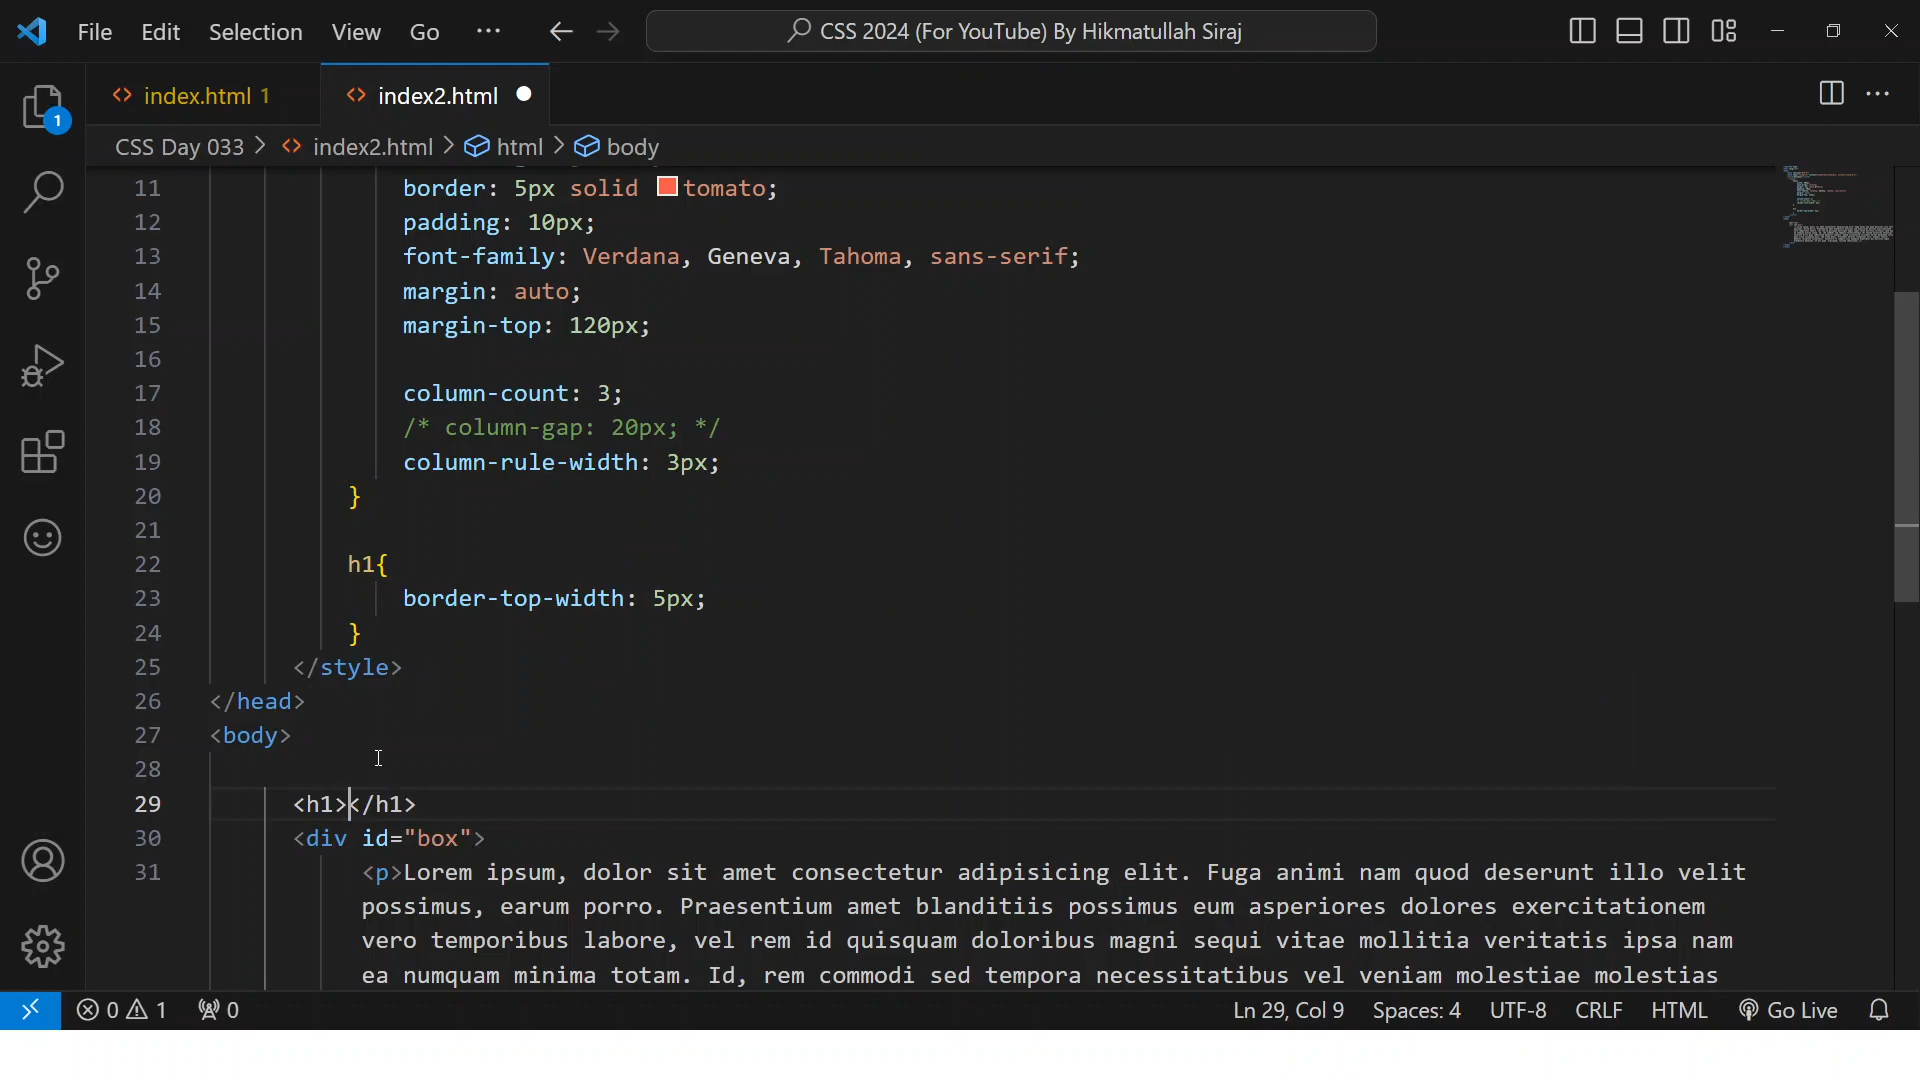 File Edit Selection View Go ··· CSS 2024 (For YouTube) By Hikmatullah Siraj
index.html 1 index2.html
CSS Day 033 > index2.html > html > body
1
11 border: 5px solid tomato;
12 padding: 10px;
13 font-family: Verdana, Geneva, Tahoma, sans-serif;
14 margin: auto;
15 margin-top: 120px;
16
17 column-count: 3;
18 /* column-gap: 20px; */
19 column-rule-width: 3px;
20 }
21
22 h1{
23 border-top-width: 5px;
24 }
25 </style>
26 </head>
27 <body>
28
29 <h1></h1>
30 <div id="box">
31 <p>Lorem ipsum, dolor sit amet consectetur adipisicing elit. Fuga animi nam quod deserunt illo velit
possimus, earum porro. Praesentium amet blanditiis possimus eum asperiores dolores exercitationem
vero temporibus labore, vel rem id quisquam doloribus magni sequi vitae mollitia veritatis ipsa nam
ea numquam minima totam. Id, rem commodi sed tempora necessitatibus vel veniam molestiae molestias
0 1 0 Ln 29, Col 9 Spaces: 4 UTF-8 CRLF HTML Go Live